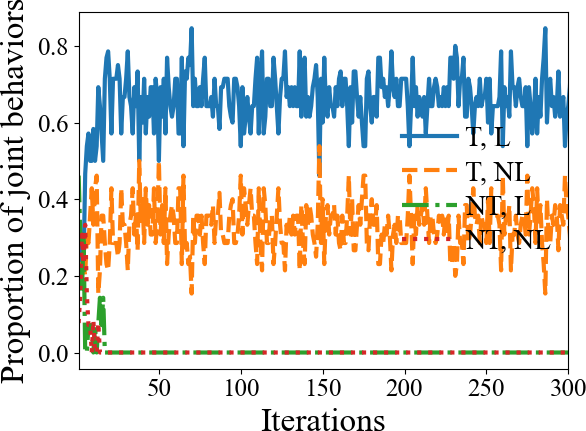 Proportion of joint behaviors
0.8
0.6
0.4
0.2
0.0
T, L
T, NL
NT, L
NT, NL
50
100
150
200
250
300
Iterations